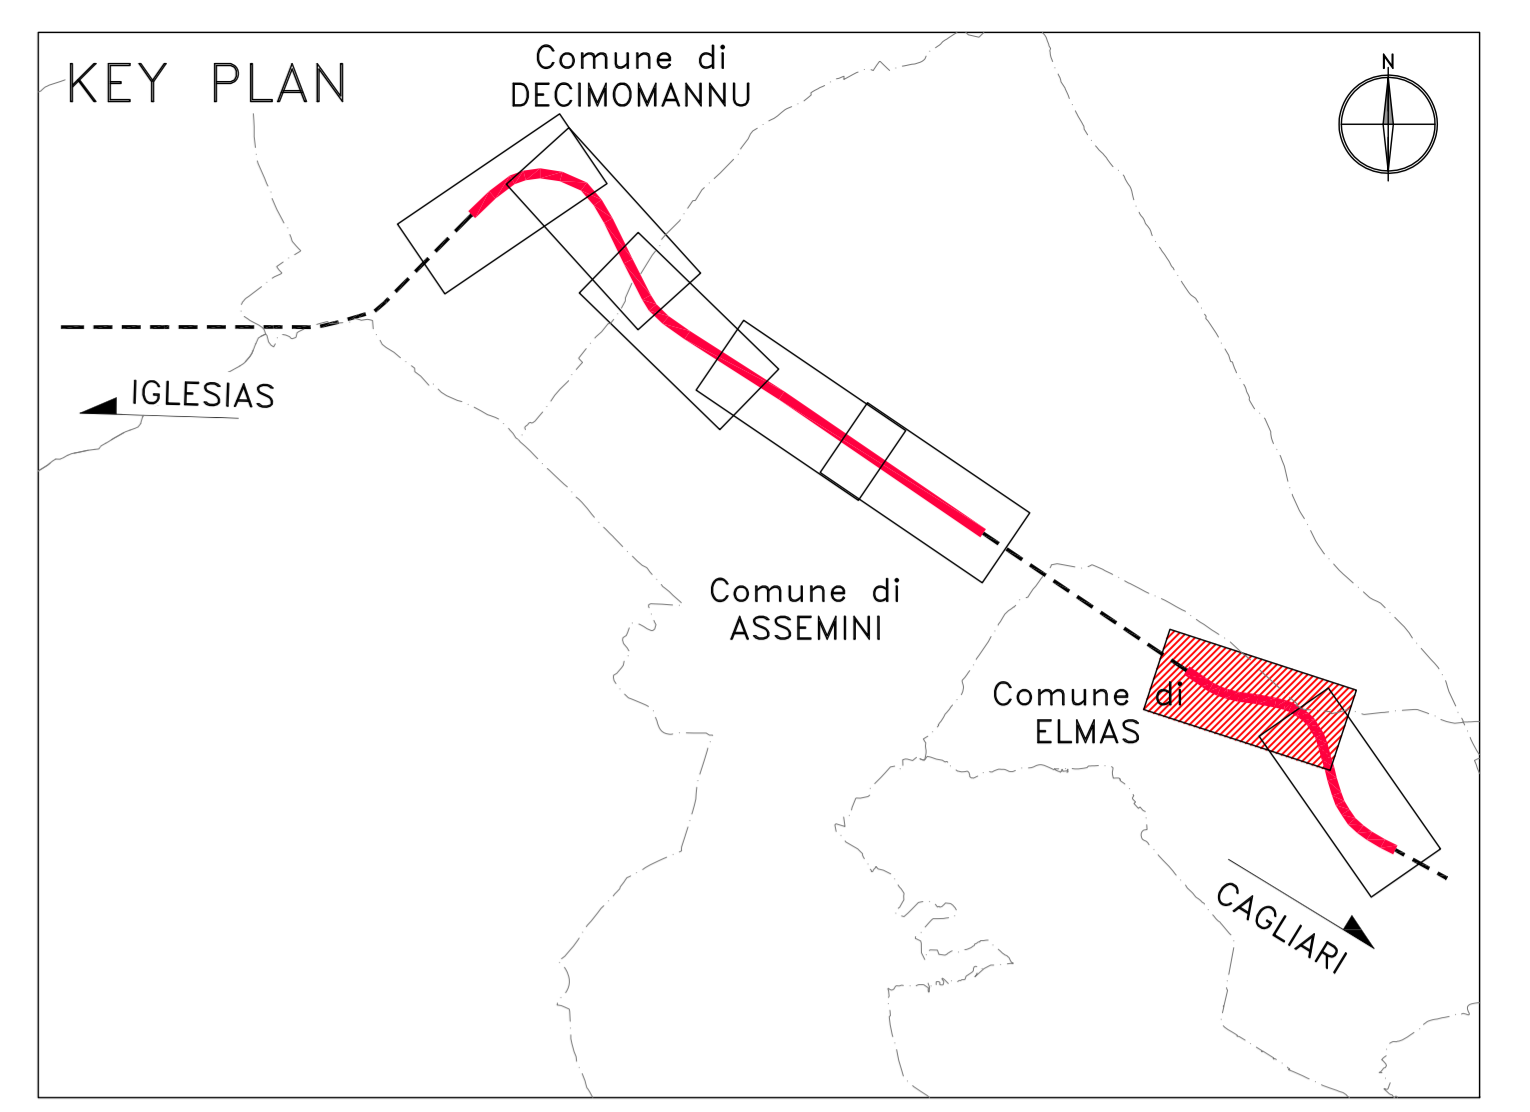 KEY PLAN
Comune di
DECIMOMANNU
N
IGLESIAS
Comune di
ASSEMINI
Comune di
ELMAS
CAGLIARI